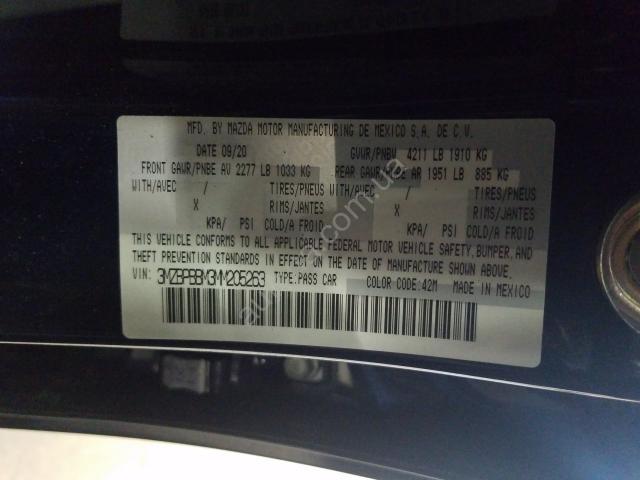 MFD. BY MAZDA MOTOR MANUFACTURING DE MEXICO S.A. DE C.V.
DATE 09/20 GVWR/PNBV 4211 LB 1910 KG
FRONT GAWR/PNBE AV 2277 LB 1033 KG REAR GAWR/PNBE AR 1951 LB 885 KG
WITH/AVEC / TIRES/PNEUS WITH/AVEC / TIRES/PNEUS
X RIMS/JANTES X RIMS/JANTES
KPA/ PSI COLD/A FROID KPA/ PSI COLD/A FROID
THIS VEHICLE CONFORMS TO ALL APPLICABLE FEDERAL MOTOR VEHICLE SAFETY, BUMPER, AND
THEFT PREVENTION STANDARDS IN EFFECT ON THE DATE OF MANUFACTURE SHOWN ABOVE.
VIN: 3MZBPBBM3MM205263 TYPE:PASS CAR COLOR CODE:42M MADE IN MEXICO